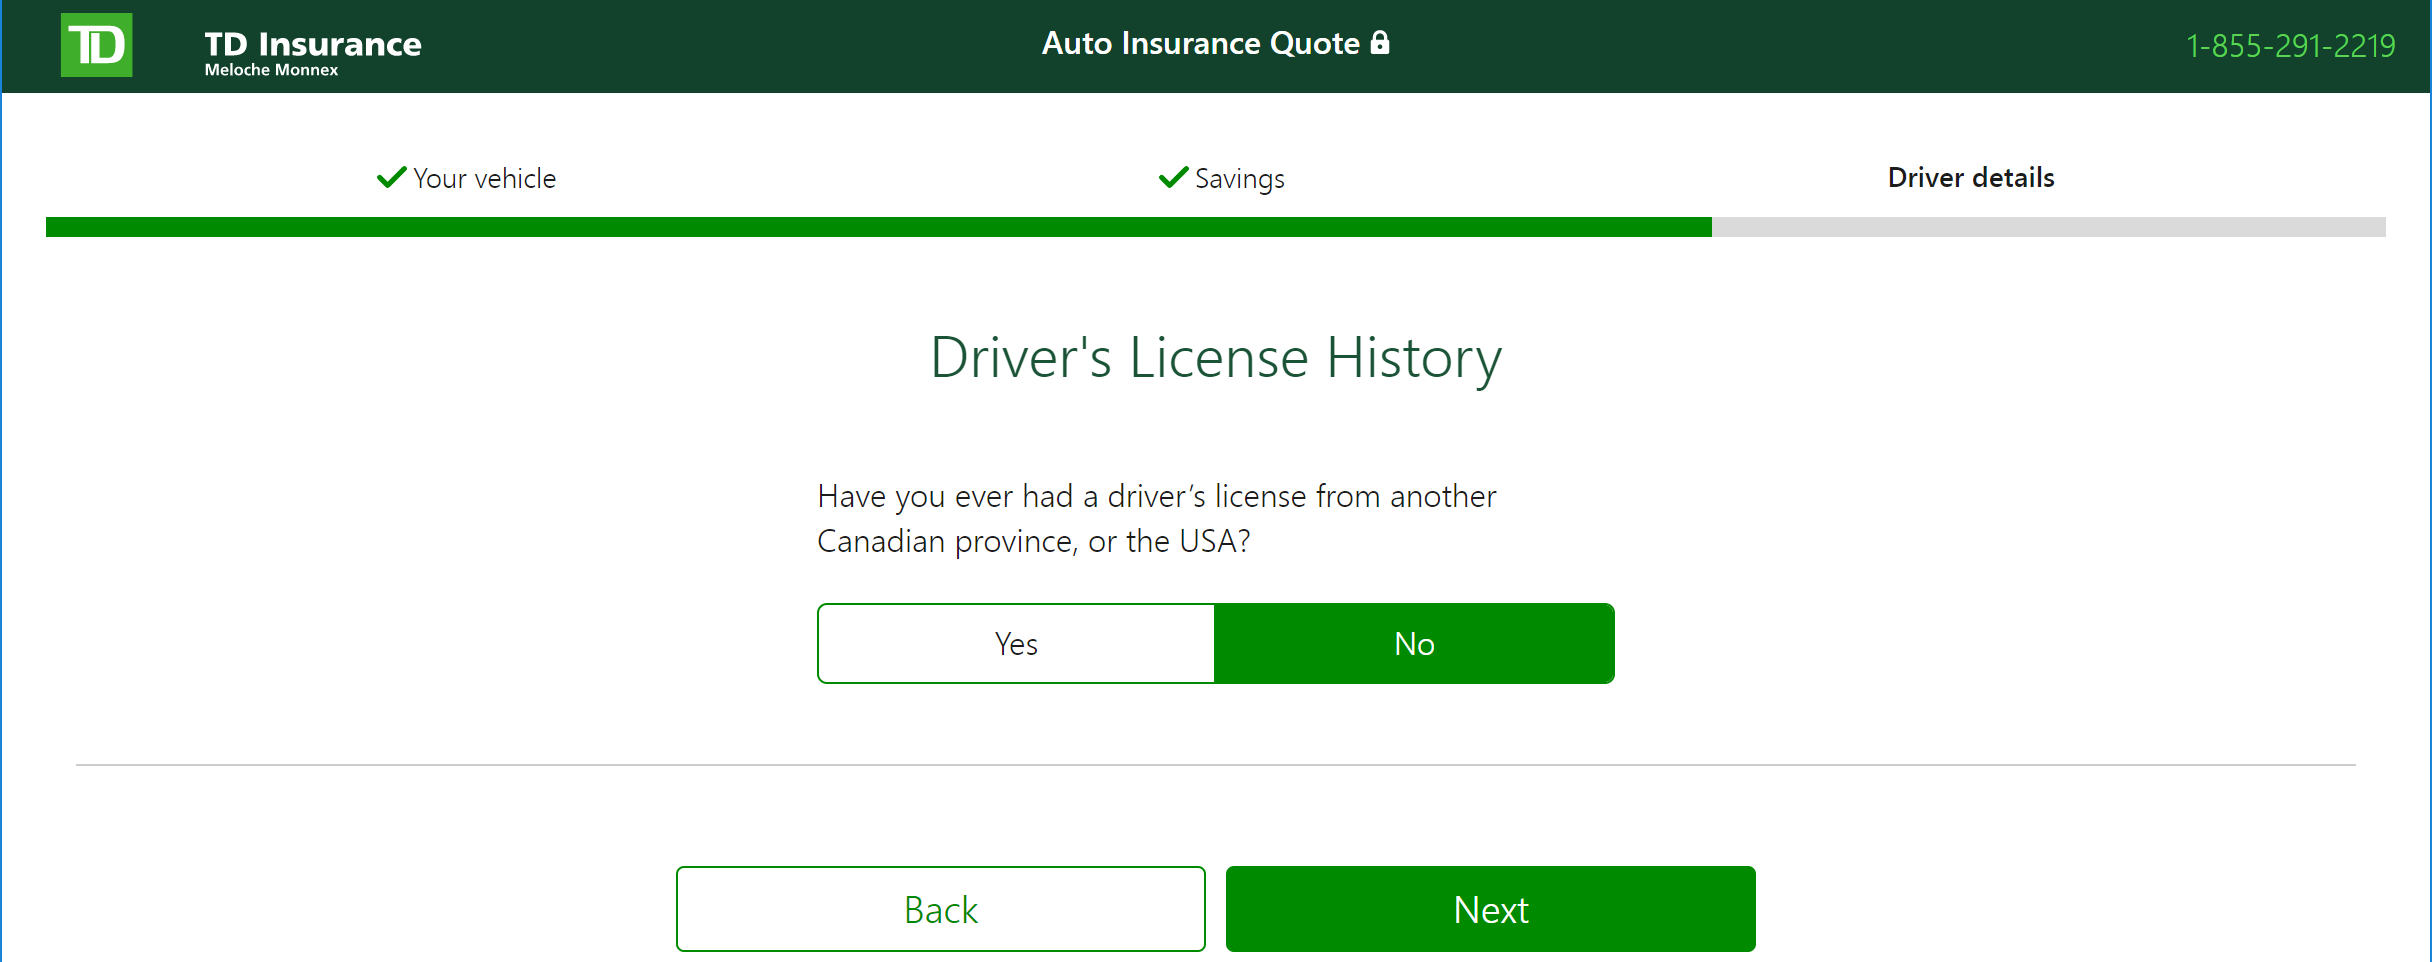 TD
TD Insurance
Meloche Monnex
Auto Insurance Quote
1-855-291-2219
Your vehicle
Savings
Driver details
Driver's License History
Have you ever had a driver’s license from another
Canadian province, or the USA?
Yes
No
Back
Next